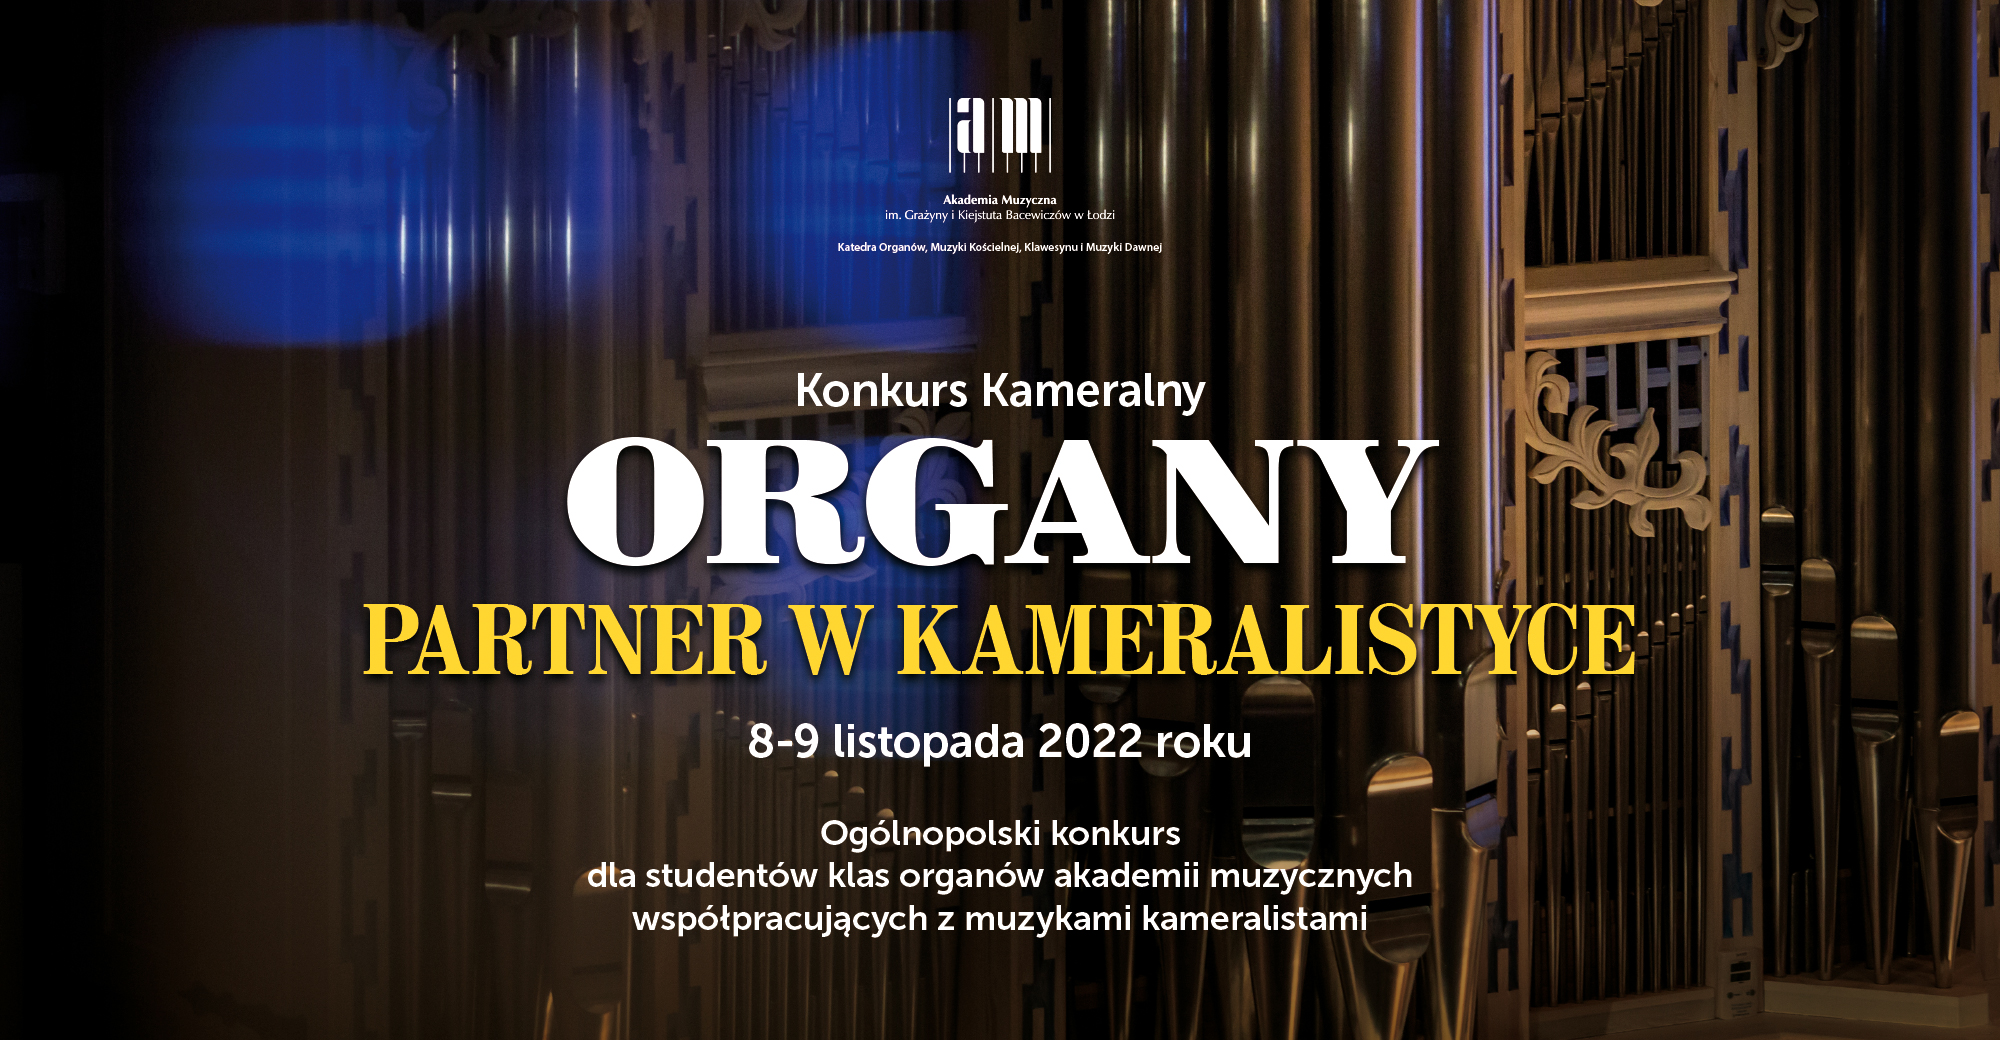 am
Akademia Muzyczna
im. Grażyny i Kiejstuta Bacewiczów w Łodzi
Katedra Organów, Muzyki Kościelnej, Klawesynu i Muzyki Dawnej
Konkurs Kameralny
ORGANY
PARTNER W KAMERALISTYCE
8-9 listopada 2022 roku
Ogólnopolski konkurs
dla studentów klas organów akademii muzycznych
współpracujących z muzykami kameralistami